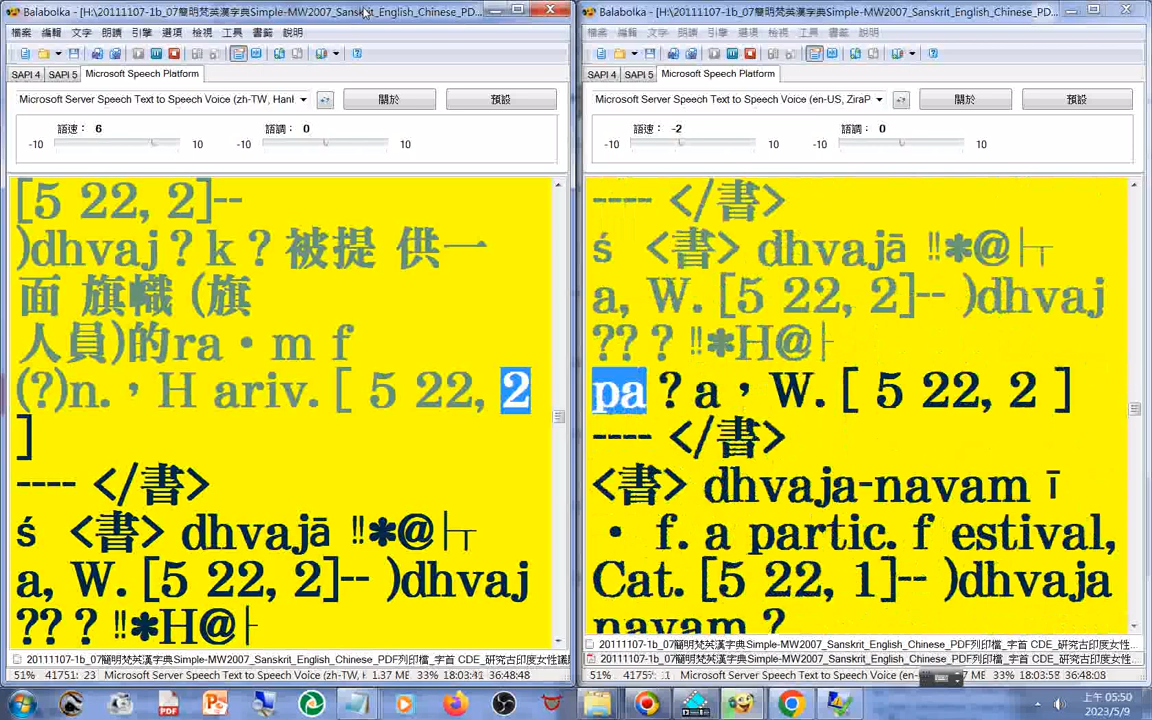 Balabolka - [H:\20111107-1b_07簡明梵英漢字典Simple-MW2007_Sanskrit_English_Chinese_PD...
檔案 編輯 文字 朗讀 引擎 選項 檢視 工具 書籤 說明
SAPI 4 SAPI 5 Microsoft Speech Platform
Microsoft Server Speech Text to Speech Voice (zh-TW, HanI 關於 預設
語速： 6 語調： 0
-10 10 -10 10
[5 22, 2]--
)dhvaj？k？被提 供一
面 旗幟 (旗
人員)的ra・m f
(?)n.，H ariv. [ 5 22, 2
]
---- </書>
ś <書> dhvajā ‼✱@├┬
a, W. [5 22, 2]-- )dhvaj
??？‼✱H@├
20111107-1b_07簡明梵英漢字典Simple-MW2007_Sanskrit_English_Chinese_PDF列印檔_字首 CDE_研究古印度女性議
51% 41751: 23 Microsoft Server Speech Text to Speech Voice (zh-TW, 1.37 MB 33% 18:03:41 36:48:48
Balabolka - [H:\20111107-1b_07簡明梵英漢字典Simple-MW2007_Sanskrit_English_Chinese_PD...
檔案 編輯 文字 朗讀 引擎 選項 檢視 工具 書籤 說明
SAPI 4 SAPI 5 Microsoft Speech Platform
Microsoft Server Speech Text to Speech Voice (en-US, ZiraP 關於 預設
語速： -2 語調： 0
-10 10 -10 10
---- </書>
ś <書> dhvajā ‼✱@├┬
a, W. [5 22, 2]-- )dhvaj
??？‼✱H@├
pa？a，W. [ 5 22, 2 ]
---- </書>
<書> dhvaja-navam ī
・ f. a partic. f estival,
Cat. [5 22, 1]-- )dhvaja
navam ?
20111107-1b_07簡明梵英漢字典Simple-MW2007_Sanskrit_English_Chinese_PDF列印檔_字首 CDE_研究古印度女性
20111107-1b_07簡明梵英漢字典Simple-MW2007_Sanskrit_English_Chinese_PDF列印檔_字首 CDE_研究古印度女性
51% Microsoft Server Speech Text to Speech Voice MB 33% 18:03:41 36:48:08
上午 05:50
2023/5/9